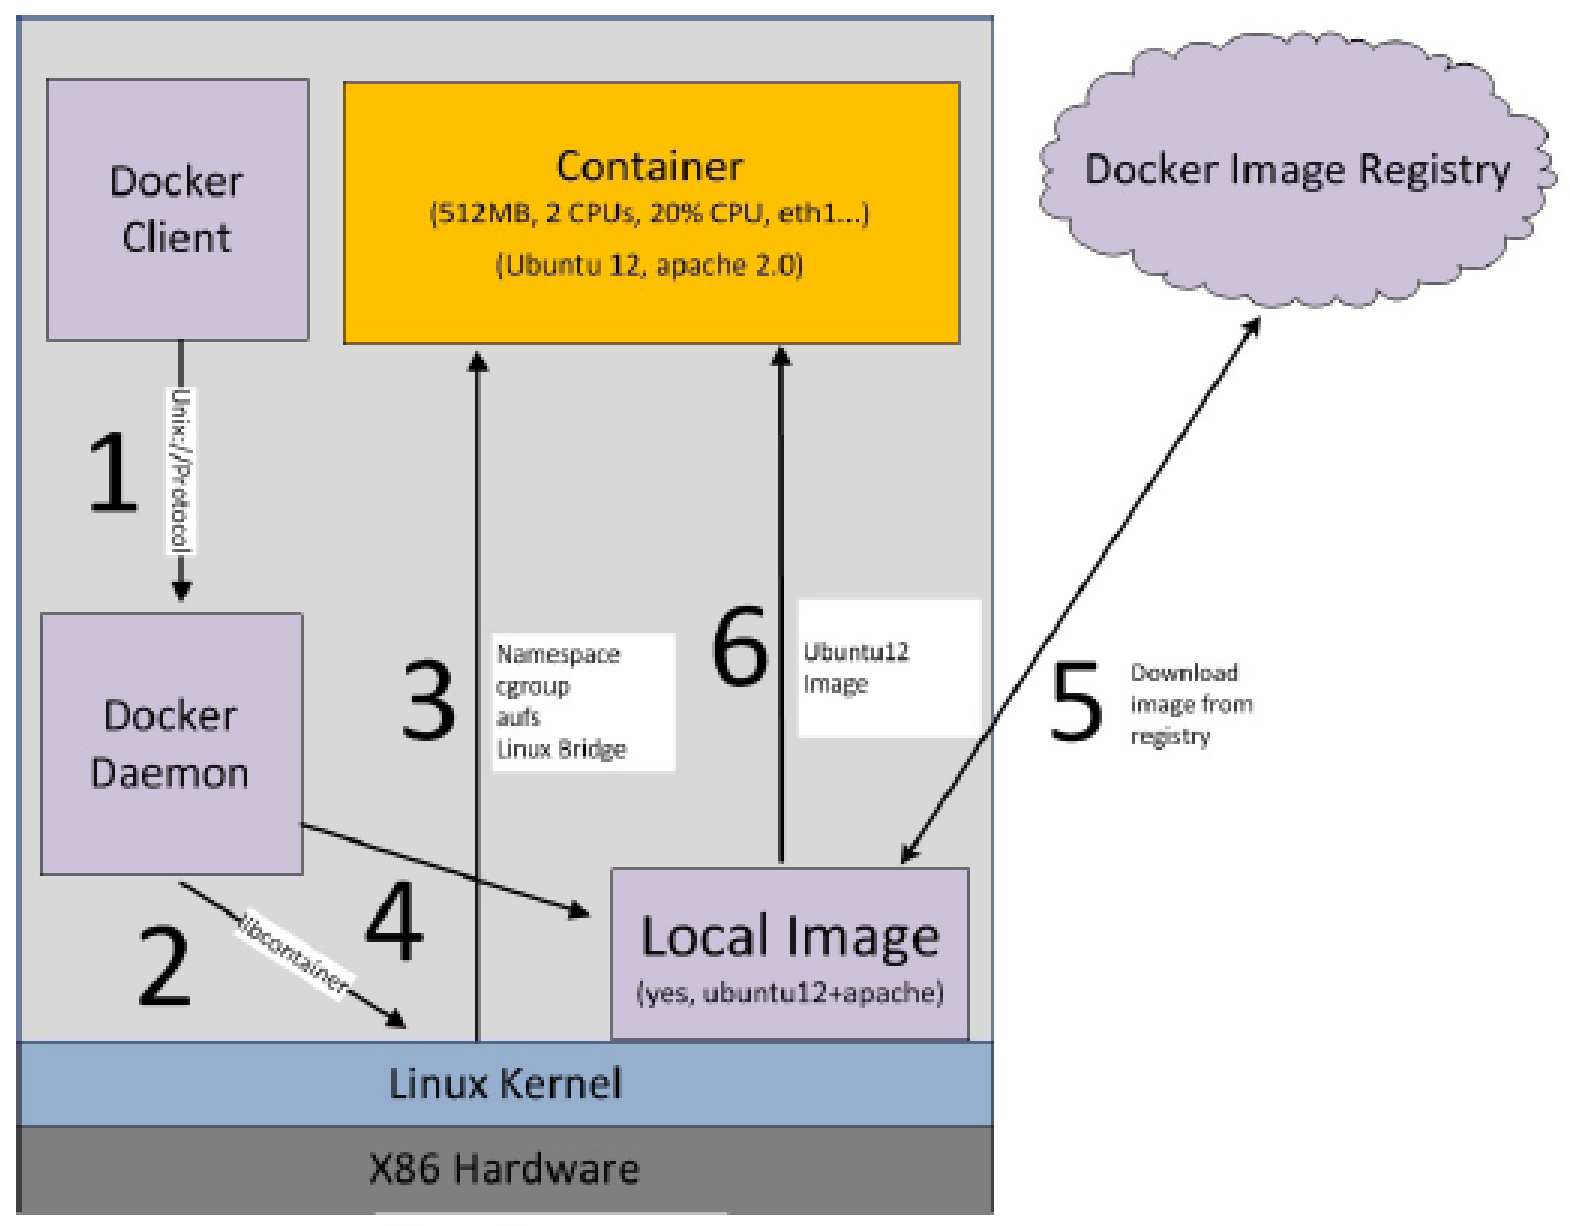 Docker
Client
Container
(512MB, 2 CPUs, 20% CPU, eth1...)
(Ubuntu 12, apache 2.0)
Docker Image Registry
1
Unix://Protocol
Docker
Daemon
3
Namespace
cgroup
aufs
Linux Bridge
6
Ubuntu12
Image
5
Download
image from
registry
2
libcontainer
4
Local Image
(yes, ubuntu12+apache)
Linux Kernel
X86 Hardware